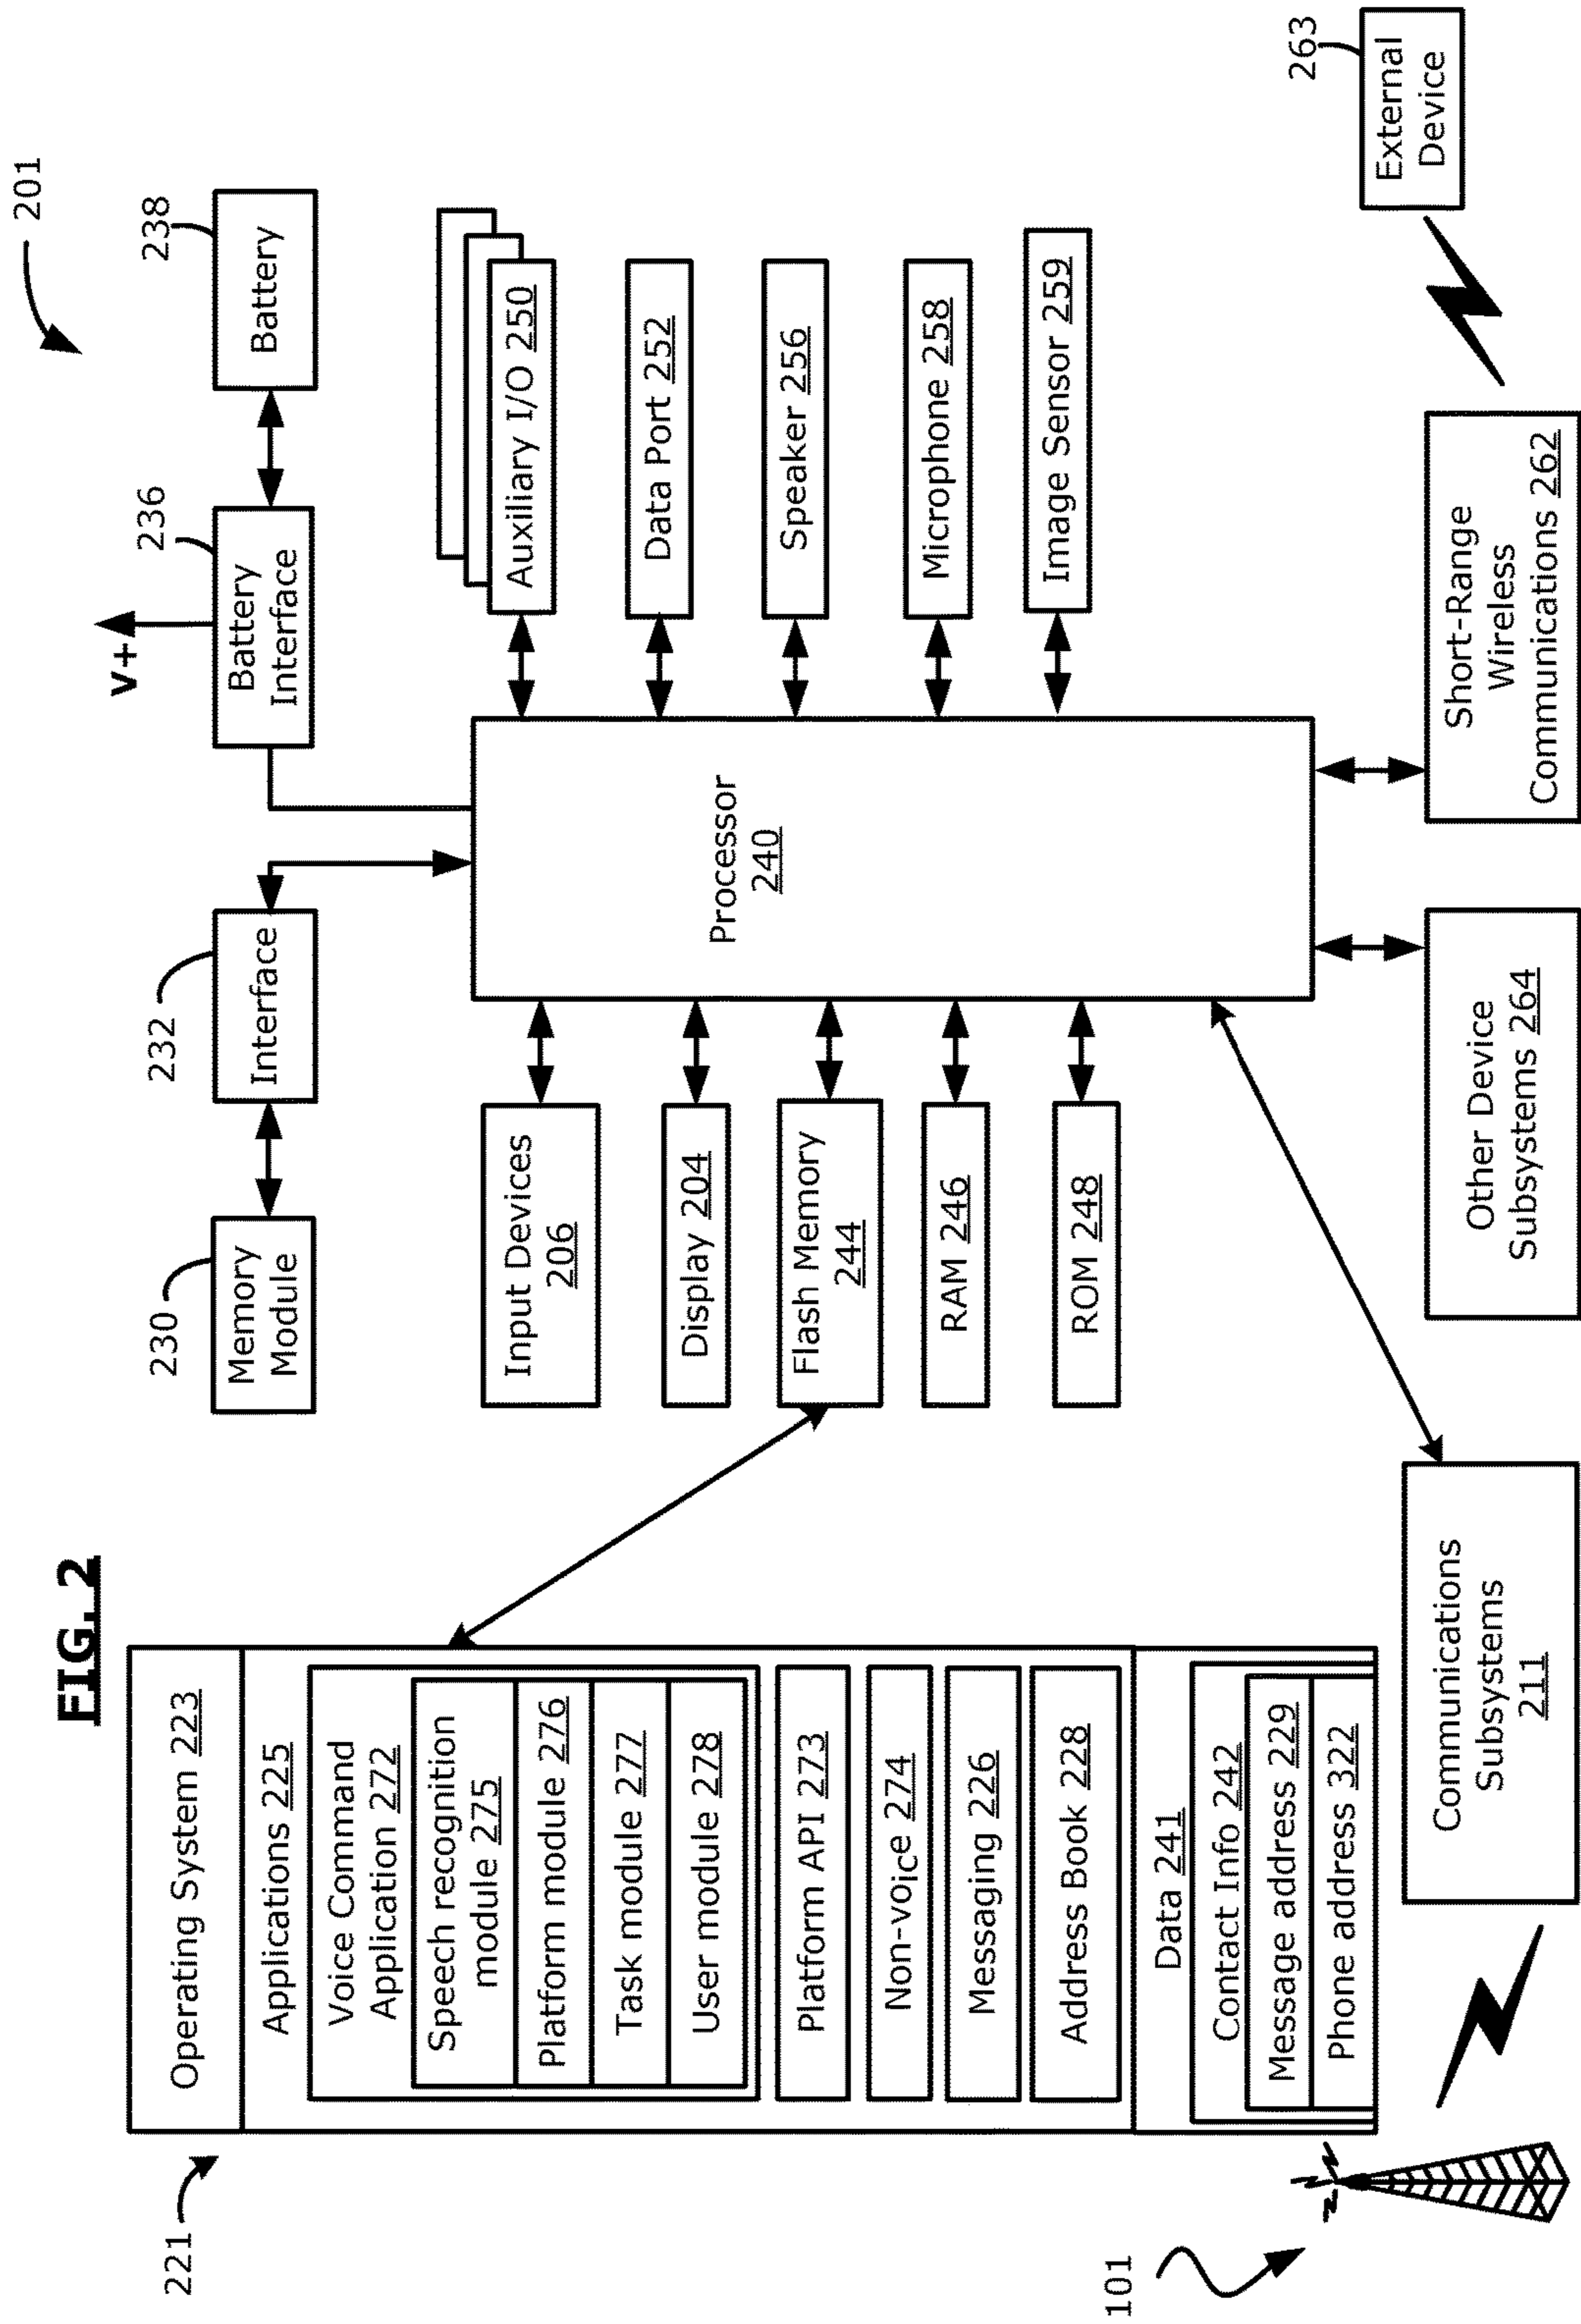 FIG. 2
201
221
Operating System 223
Applications 225
Voice Command
Application 272
Speech recognition
module 275
Platform module 276
Task module 277
User module 278
Platform API 273
Non-voice 274
Messaging 226
Address Book 228
Data 241
Contact Info 242
Message address 229
Phone address 322
101
Communications
Subsystems
211
230
Memory
Module
232
Interface
V+
236
Battery
Interface
238
Battery
Input Devices
206
Display 204
Flash Memory
244
RAM 246
ROM 248
Processor
240
Auxiliary I/O 250
Data Port 252
Speaker 256
Microphone 258
Image Sensor 259
Other Device
Subsystems 264
Short-Range
Wireless
Communications 262
263
External
Device